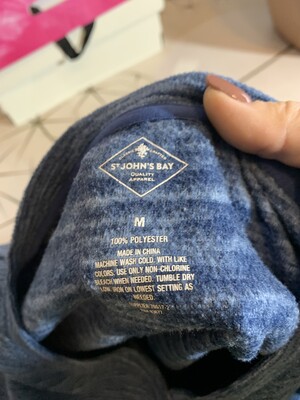 ST JOHN'S BAY
QUALITY
APPAREL
M
100% POLYESTER
MADE IN CHINA
MACHINE WASH COLD. WITH LIKE
COLORS. USE ONLY NON-CHLORINE
BLEACH WHEN NEEDED. TUMBLE DRY
IRON ON LOWEST SETTING AS
NEEDED